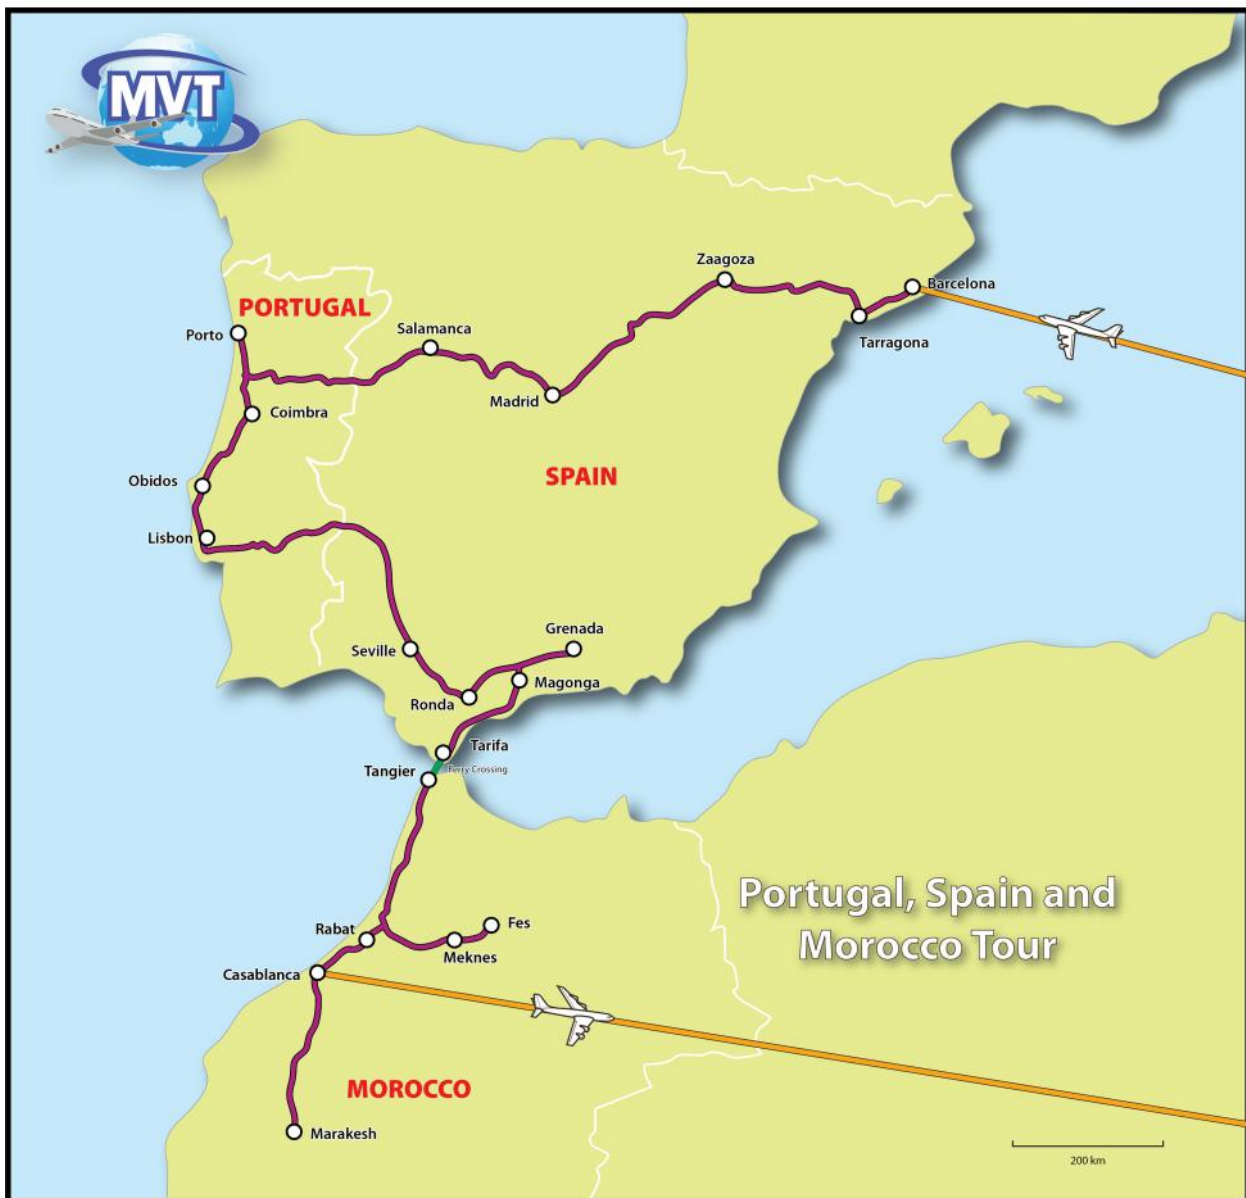 MVT
Zaagoza
Barcelona
PORTUGAL
Porto
Salamanca
Tarragona
Madrid
Coimbra
SPAIN
Obidos
Lisbon
Grenada
Seville
Magonga
Ronda
Tarifa
Ferry Crossing
Tangier
Portugal, Spain and
Morocco Tour
Fes
Rabat
Meknes
Casablanca
MOROCCO
Marakesh
200 km